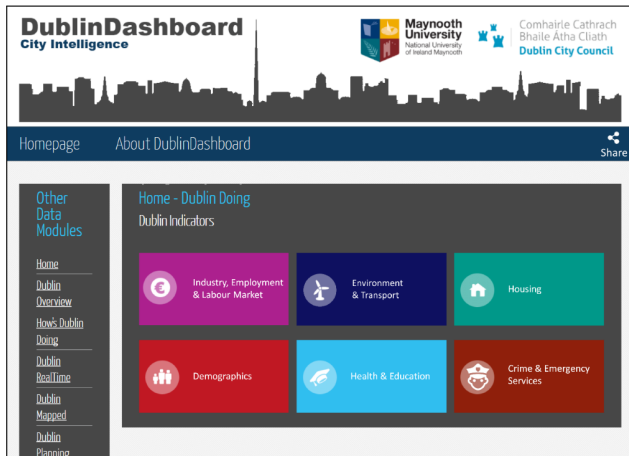 DublinDashboard
City Intelligence
Maynooth
University
National University
of Ireland Maynooth
Comhairle Cathrach
Bhaile Átha Cliath
Dublin City Council
Homepage
About DublinDashboard
Share
Other
Data
Modules
Home
Dublin
Overview
How's Dublin
Doing
Dublin
RealTime
Dublin
Mapped
Dublin
Planning
Home - Dublin Doing
Dublin Indicators
Industry, Employment
& Labour Market
Environment
& Transport
Housing
Demographics
Health & Education
Crime & Emergency
Services